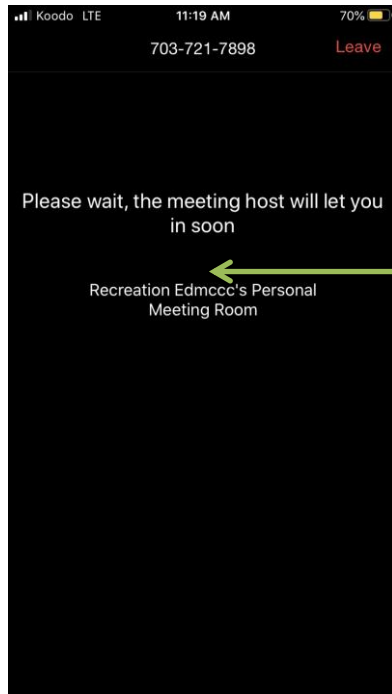 Koodo LTE 11:19 AM 70%
703-721-7898 Leave
Please wait, the meeting host will let you
in soon
Recreation Edmccc's Personal
Meeting Room